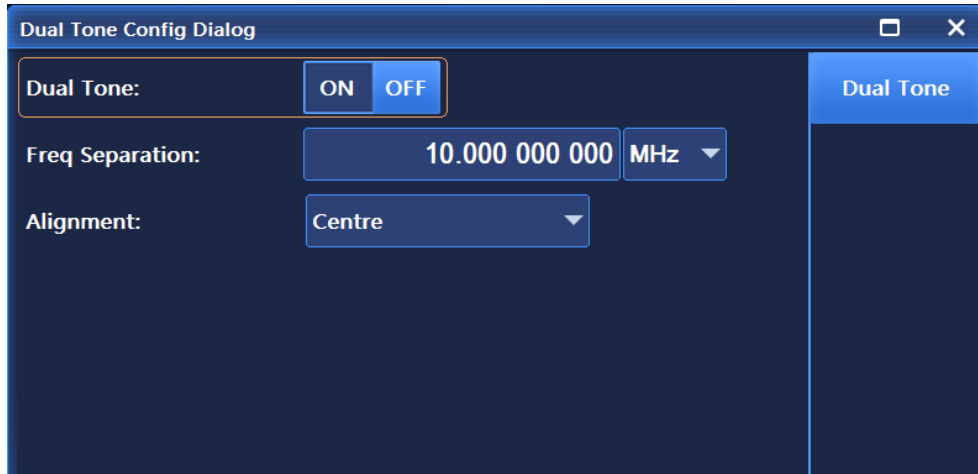 Dual Tone Config Dialog
Dual Tone: ON OFF
Dual Tone
Freq Separation: 10.000 000 000 MHz
Alignment: Centre